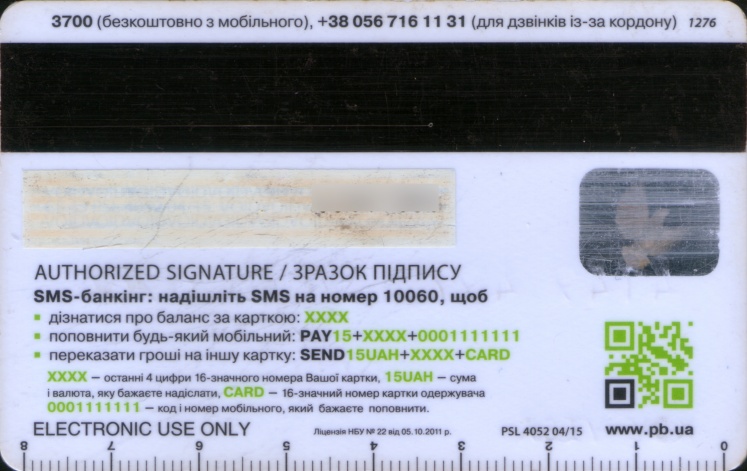 3700 (безкоштовно з мобільного), +38 056 716 11 31 (для дзвінків із-за кордону) 1276
AUTHORIZED SIGNATURE / ЗРАЗОК ПІДПИСУ
SMS-банкінг: надішліть SMS на номер 10060, щоб
▪ дізнатися про баланс за карткою: XXXX
▪ поповнити будь-який мобільний: PAY15+XXXX+0001111111
▪ переказати гроші на іншу картку: SEND15UAH+XXXX+CARD
XXXX – останні 4 цифри 16-значного номера Вашої картки, 15UAH – сума
і валюта, яку бажаєте надіслати, CARD – 16-значний номер картки одержувача
0001111111 – код і номер мобільного, який бажаєте поповнити.
ELECTRONIC USE ONLY Ліцензія НБУ № 22 від 05.10.2011 р. PSL 4052 04/15 www.pb.ua
8 7 6 5 4 3 2 1 0